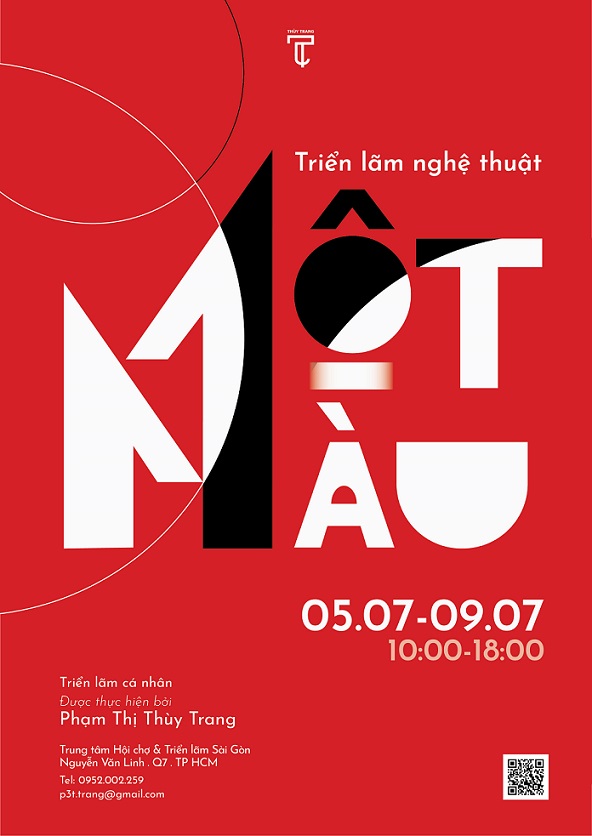 THÙY TRANG
Triển lãm nghệ thuật
MỘT
MÀU
05.07-09.07
10:00-18:00
Triển lãm cá nhân
Được thực hiện bởi
Phạm Thị Thùy Trang
Trung tâm Hội chợ & Triển lãm Sài Gòn
Nguyễn Văn Linh . Q7 . TP HCM
Tel: 0952.002.259
p3t.trang@gmail.com